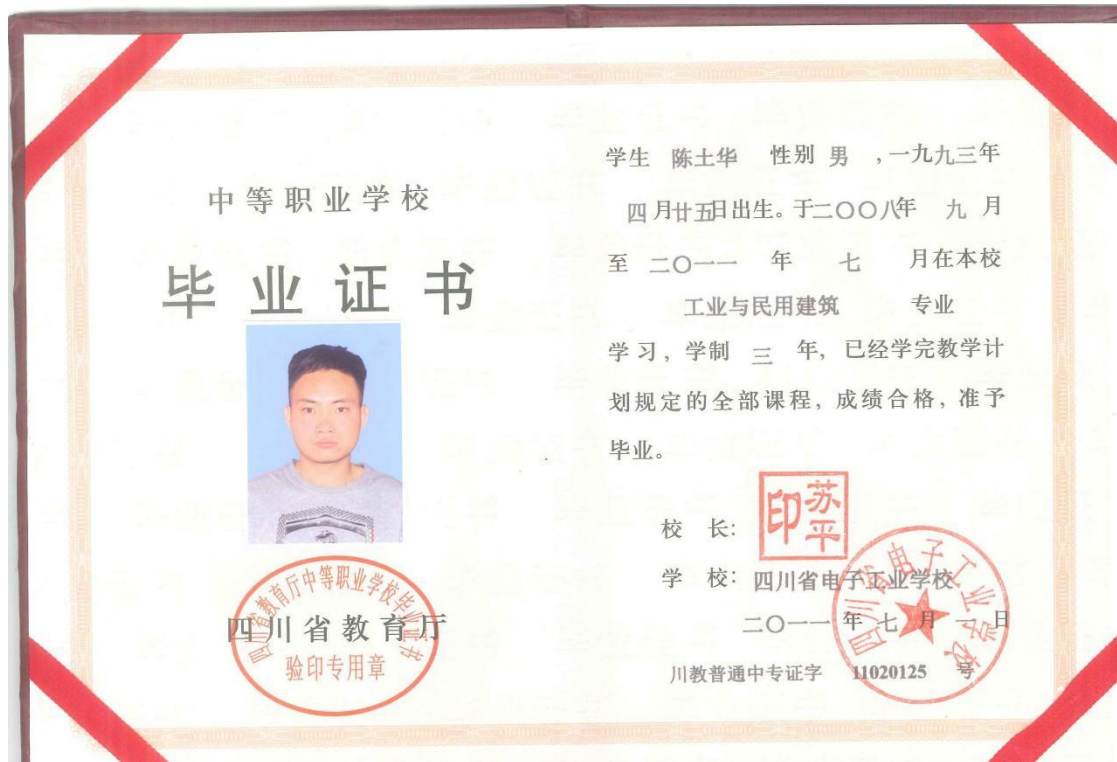 中等职业学校
毕业证书
四川省教育厅中等职业学校毕业证书
四川省教育厅
验印专用章
学生 陈土华 性别 男 ,一九九三年
四月廿五日出生。于二〇〇八年 九 月
至 二〇一一 年 七 月在本校
工业与民用建筑 专业
学习, 学制 三 年, 已经学完教学计
划规定的全部课程, 成绩合格, 准予
毕业。
苏平印
校 长:
学 校: 四川省电子工业学校
四川省电子工业学校
二〇一一 年 七 月 一 日
川教普通中专证字 11020125 号